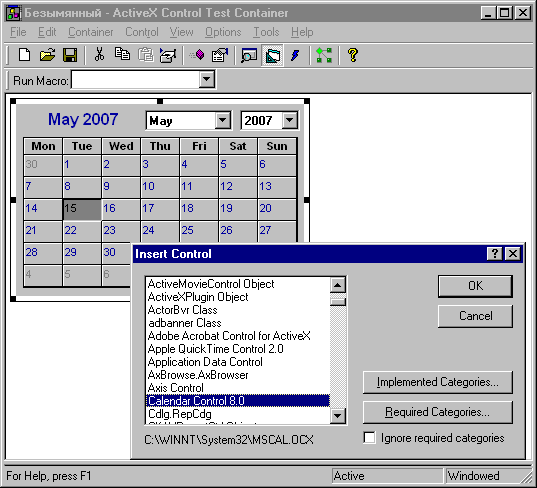 Безымянный - ActiveX Control Test Container
File Edit Container Control View Options Tools Help
Run Macro:
May 2007 May 2007
Mon Tue Wed Thu Fri Sat Sun
30 1 2 3 4 5 6
7 8 9 10 11 12 13
14 15 16 17 18 19 20
21 22 23 24 25 26 27
28 29 30
4 5 6
Insert Control
ActiveMovieControl Object
ActiveXPlugin Object
ActorBvr Class
adbanner Class
Adobe Acrobat Control for ActiveX
Apple QuickTime Control 2.0
Application Data Control
AxBrowse.AxBrowser
Axis Control
Calendar Control 8.0
Cdlg.RepCdg
OK
Cancel
Implemented Categories...
Required Categories...
Ignore required categories
C:\WINNT\System32\MSCAL.OCX
For Help, press F1 Active Windowed